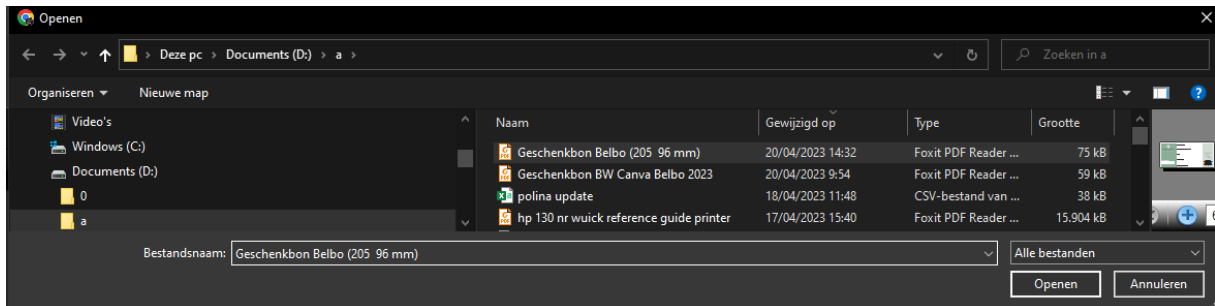 Openen
Deze pc > Documents (D:) > a >
Zoeken in a
Organiseren
Nieuwe map
Video's
Windows (C:)
Documents (D:)
0
a
Naam Gewijzigd op Type Grootte
Geschenkbon Belbo (205 96 mm) 20/04/2023 14:32 Foxit PDF Reader ... 75 kB
Geschenkbon BW Canva Belbo 2023 20/04/2023 9:54 Foxit PDF Reader ... 59 kB
polina update 18/04/2023 11:48 CSV-bestand van ... 38 kB
hp 130 nr wuick reference guide printer 17/04/2023 15:40 Foxit PDF Reader ... 15.904 kB
Bestandsnaam: Geschenkbon Belbo (205 96 mm)
Alle bestanden
Openen
Annuleren